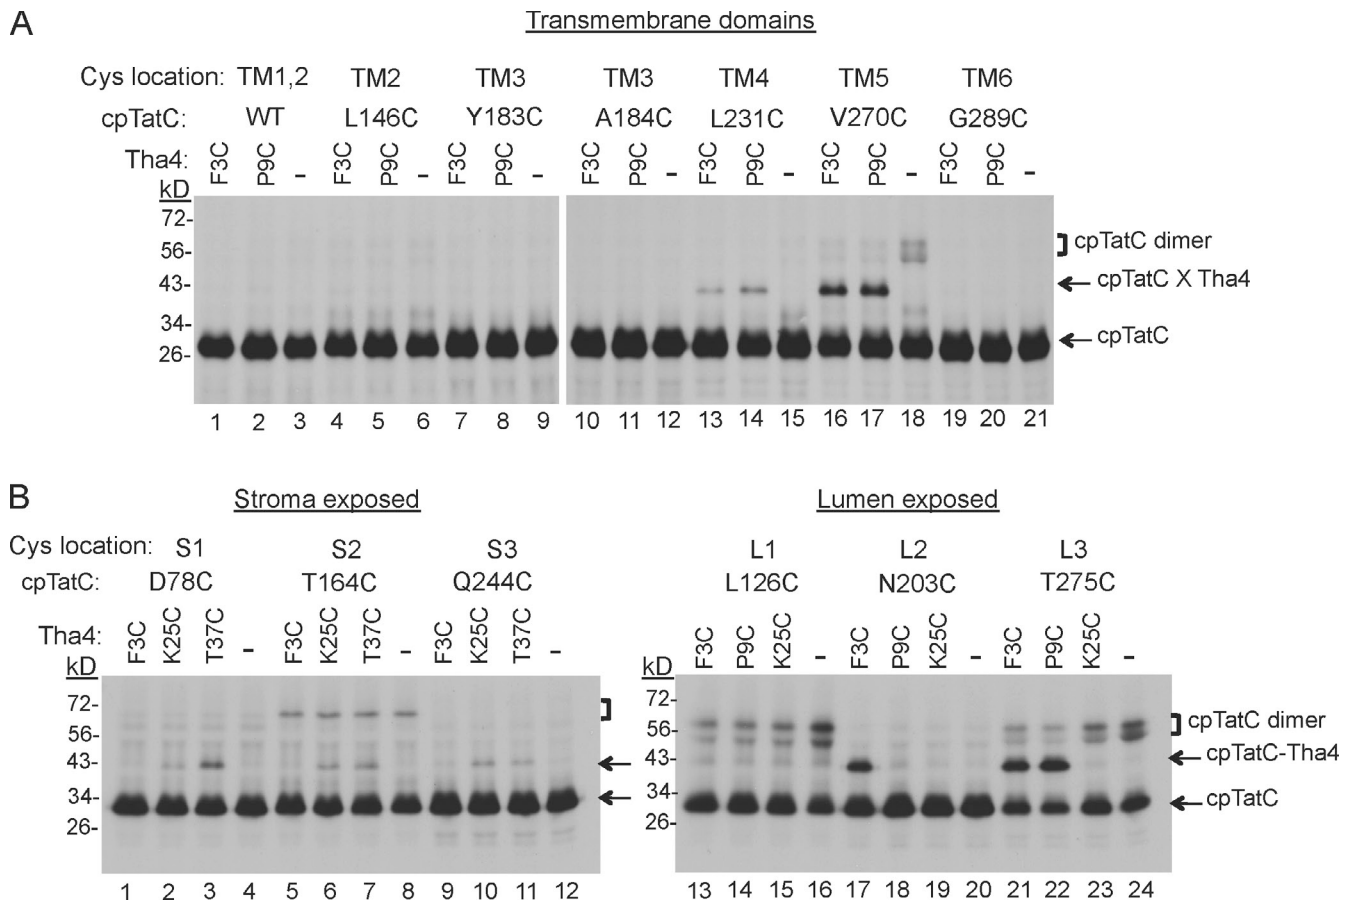 A
Transmembrane domains
Cys location: TM1,2 TM2 TM3 TM3 TM4 TM5 TM6
cpTatC: WT L146C Y183C A184C L231C V270C G289C
Tha4: F3C P9C - F3C P9C - F3C P9C - F3C P9C - F3C P9C - F3C P9C - F3C P9C -
kD
72-
56-
43-
34-
26-
cpTatC dimer
cpTatC X Tha4
cpTatC
1 2 3 4 5 6 7 8 9 10 11 12 13 14 15 16 17 18 19 20 21
B
Stroma exposed
Cys location: S1 S2 S3
cpTatC: D78C T164C Q244C
Tha4: F3C K25C T37C - F3C K25C T37C - F3C K25C T37C -
kD
72-
56-
43-
34-
26-
1 2 3 4 5 6 7 8 9 10 11 12
Lumen exposed
L1 L2 L3
L126C N203C T275C
F3C P9C K25C - F3C P9C K25C - F3C P9C K25C -
kD
72-
56-
43-
34-
26-
cpTatC dimer
cpTatC-Tha4
cpTatC
13 14 15 16 17 18 19 20 21 22 23 24